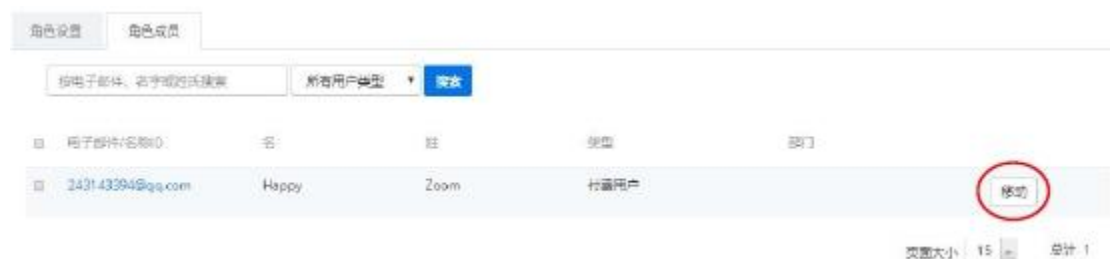 角色设置 角色成员
按电子邮件、名字或姓氏搜索 所有用户类型 搜索
电子邮件/名称ID 名 姓 类型 部门
243143394@qq.com Happy Zoom 付费用户 移动
页面大小 15 总计 1